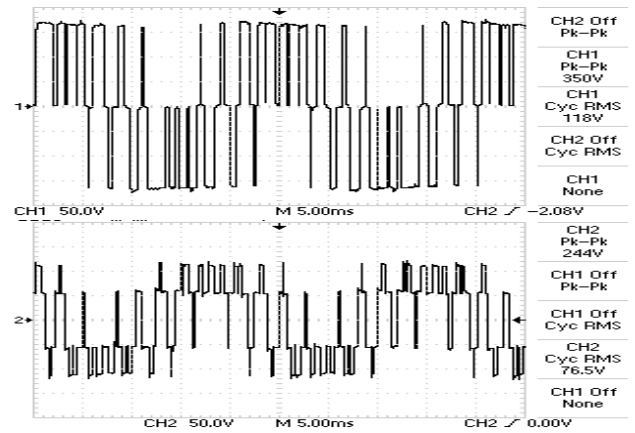 CH2 Off
Pk-Pk
CH1
Pk-Pk
350V
CH1
Cyc RMS
118V
CH2 Off
Cyc RMS
CH1
None
1
CH1 50.0V M 5.00ms CH2 ⌿ -2.08V
CH2
Pk-Pk
244V
CH1 Off
Pk-Pk
CH1 Off
Cyc RMS
CH2
Cyc RMS
76.5V
CH1 Off
None
2
CH2 50.0V M 5.00ms CH2 ⌿ 0.00V